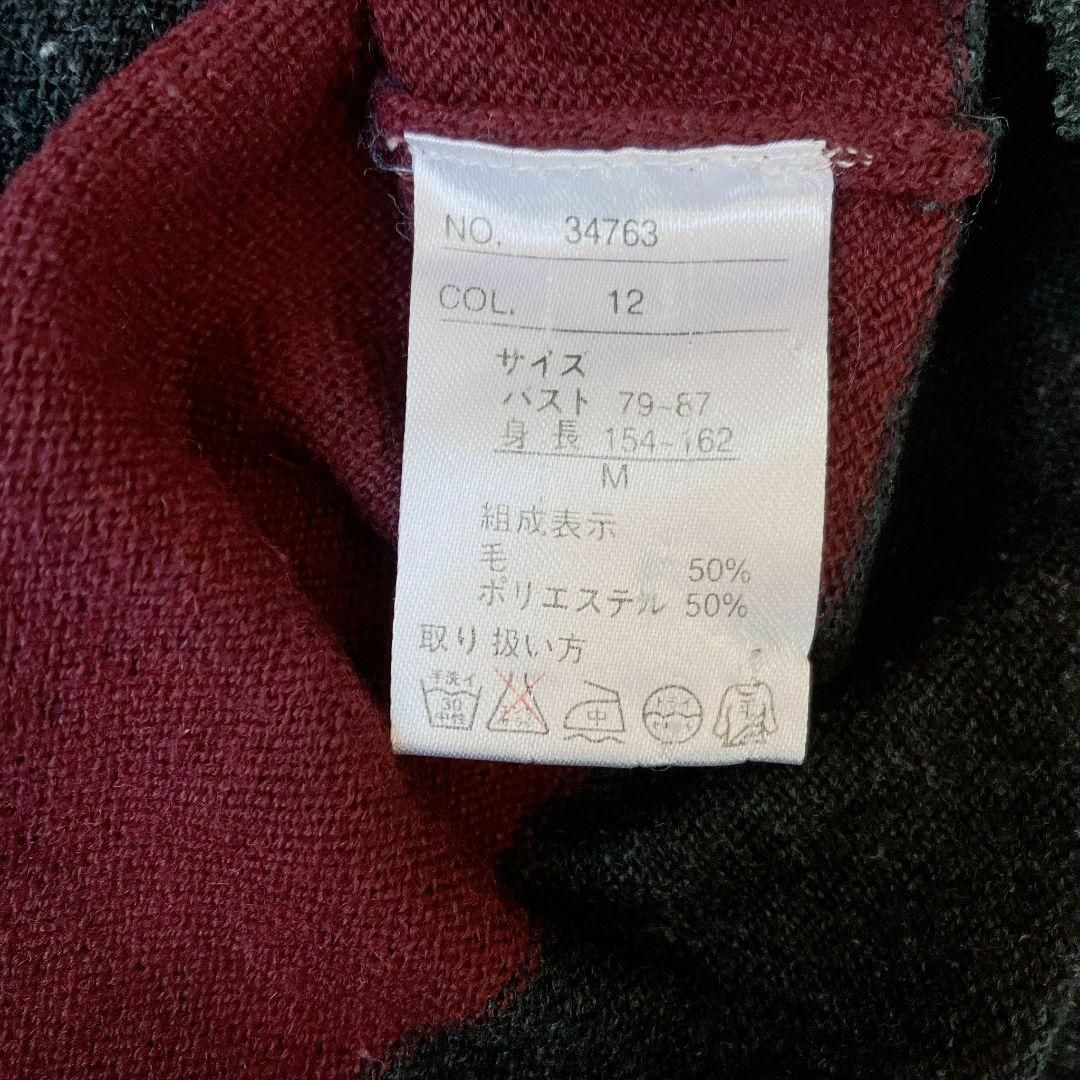 NO. 34763
COL. 12
サイズ
バスト 79~87
身長 154~162
M
組成表示
毛 50%
ポリエステル 50%
取り扱い方
手洗イ
30
中性
中